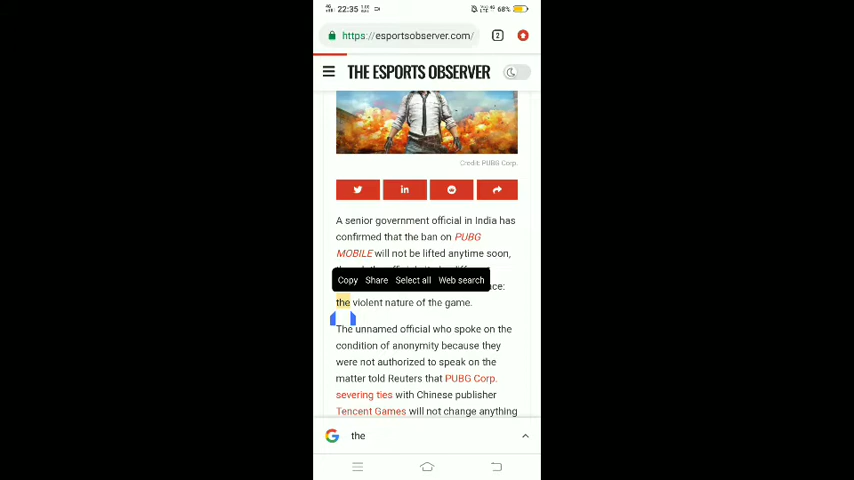 22:35 68%
https://esportsobserver.com/ 2
THE ESPORTS OBSERVER
Credit: PUBG Corp.
A senior government official in India has
confirmed that the ban on PUBG
MOBILE will not be lifted anytime soon,
Copy Share Select all Web search
the violent nature of the game.
The unnamed official who spoke on the
condition of anonymity because they
were not authorized to speak on the
matter told Reuters that PUBG Corp.
severing ties with Chinese publisher
Tencent Games will not change anything
the